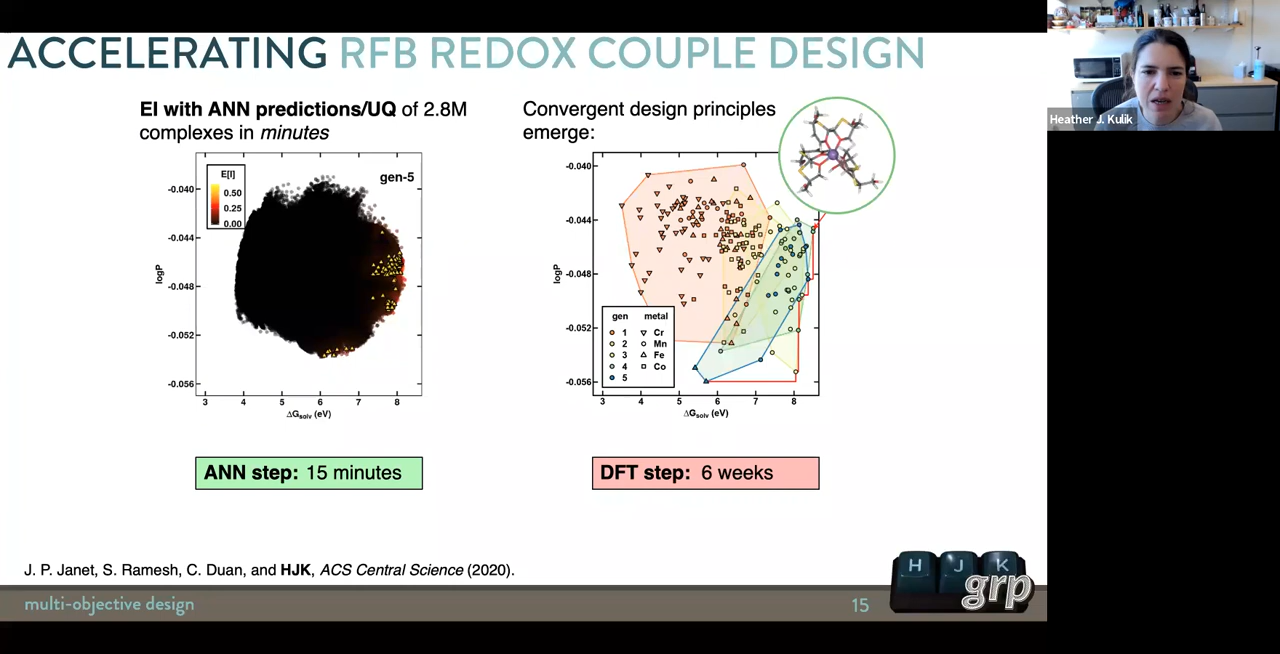 ACCELERATING RFB REDOX COUPLE DESIGN
Heather J. Kulik
EI with ANN predictions/UQ of 2.8M
complexes in minutes
E[I]
0.50
0.25
0.00
gen-5
-0.040
-0.044
-0.048
-0.052
-0.056
logP
3 4 5 6 7 8
ΔGsolv (eV)
ANN step: 15 minutes
Convergent design principles
emerge:
-0.040
-0.044
-0.048
-0.052
-0.056
logP
gen metal
1 Cr
2 Mn
3 Fe
4 Co
5
3 4 5 6 7 8
ΔGsolv (eV)
DFT step: 6 weeks
J. P. Janet, S. Ramesh, C. Duan, and HJK, ACS Central Science (2020).
multi-objective design
15
H J K
grp